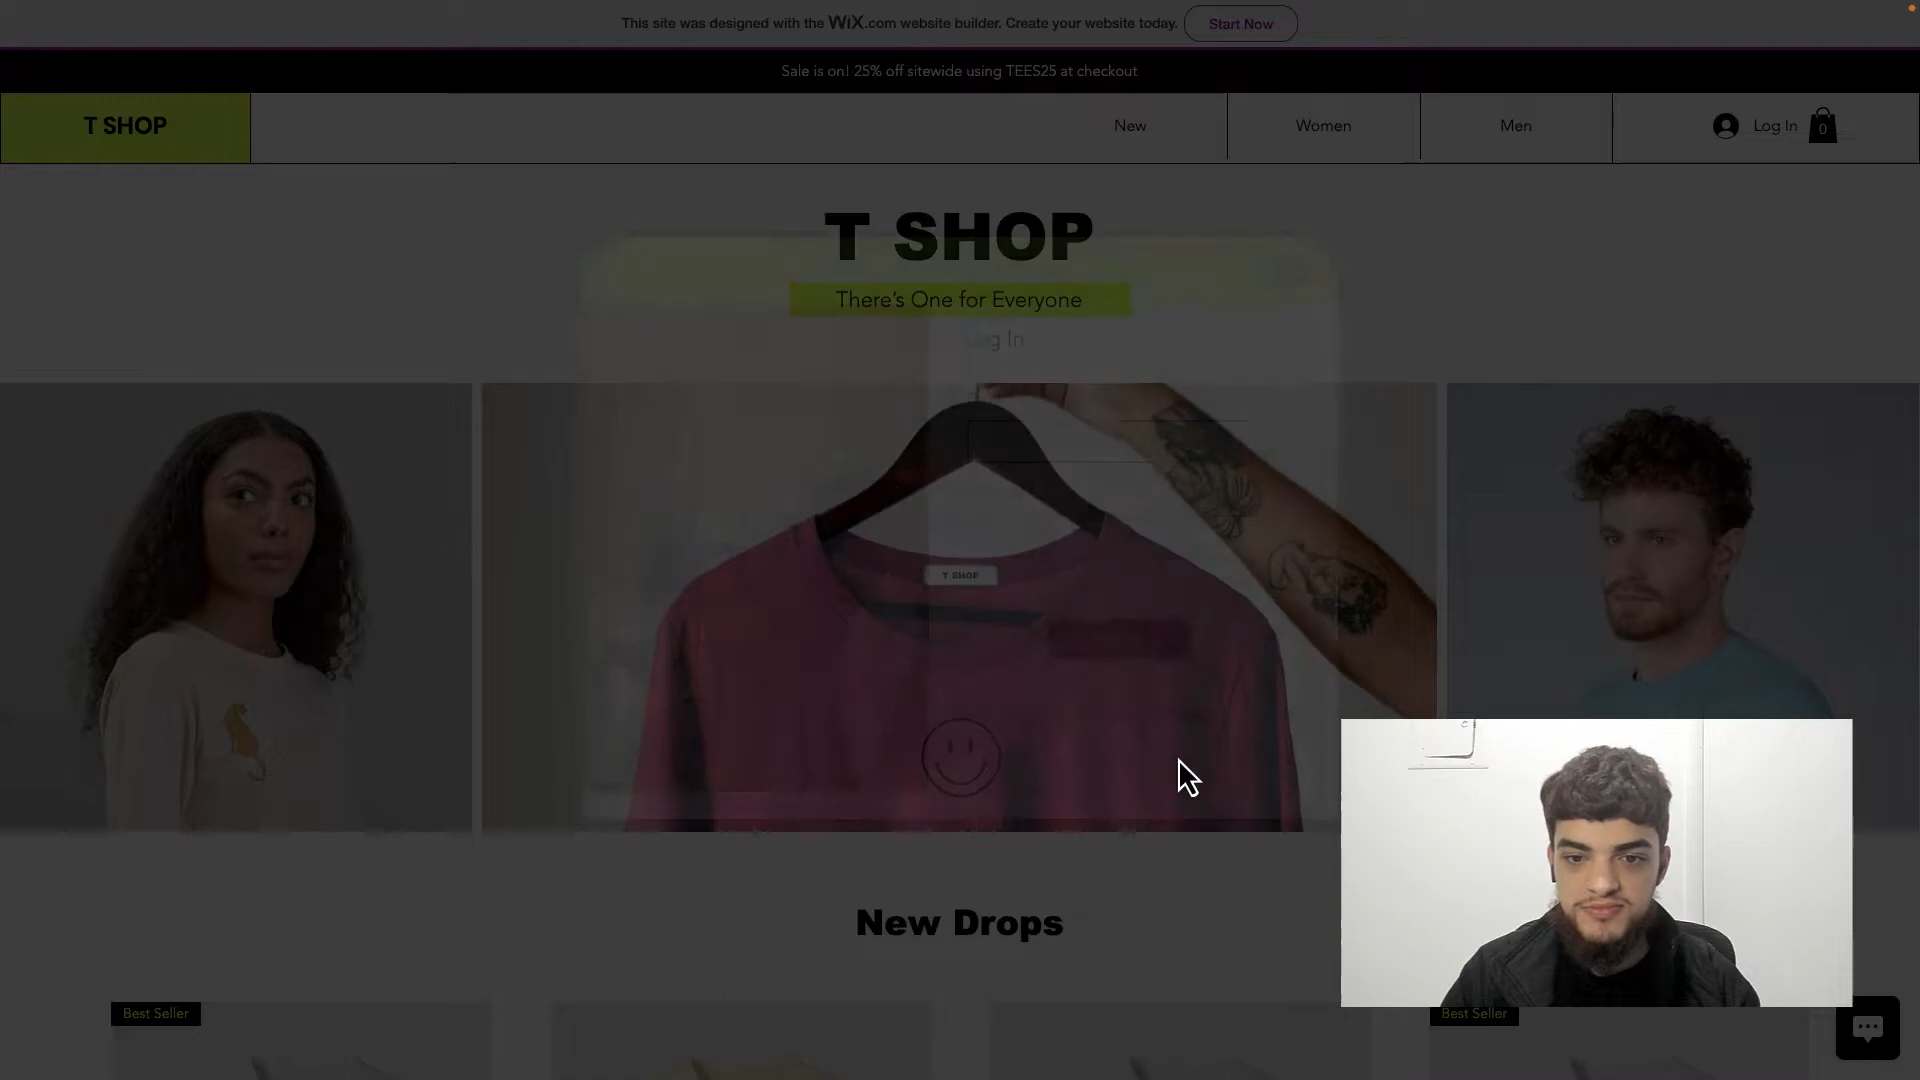 This site was designed with the WiX.com website builder. Create your website today.
Start Now
Sale is on! 25% off sitewide using TEES25 at checkout
T SHOP
New
Women
Men
Log In
0
T SHOP
There's One for Everyone
Log In
T SHOP
New Drops
Best Seller
Best Seller